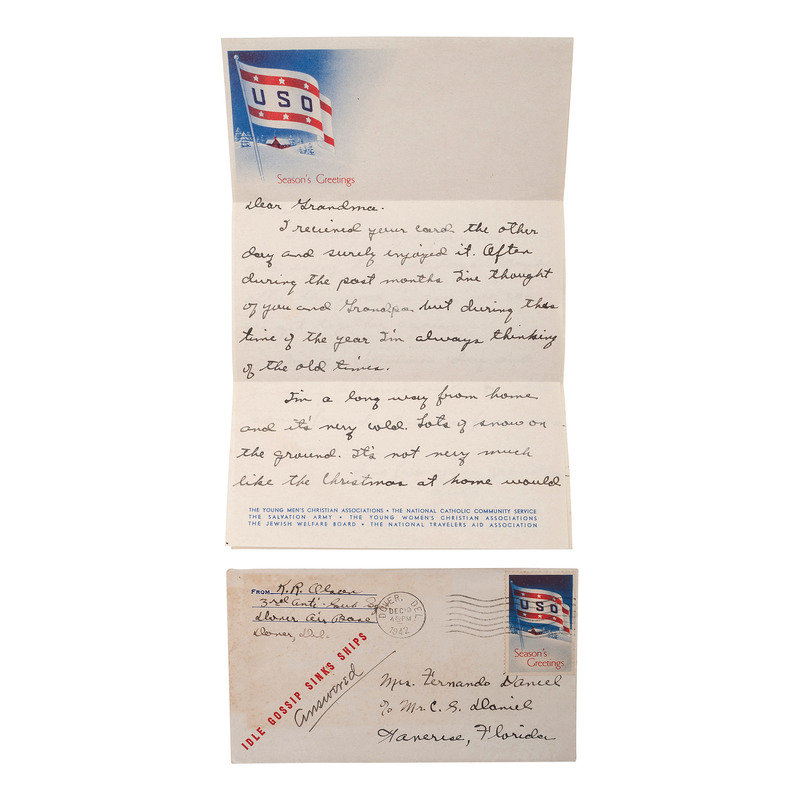 USO
Season's Greetings
Dear Grandma.
I received your card the other
day and surely enjoyed it. Often
during the past months I've thought
of you and Grandpa but during this
time of the year I'm always thinking
of the old times.
I'm a long way from home
and it's very cold. Lots of snow on
the ground. It's not very much
like the Christmas at home would
THE YOUNG MEN'S CHRISTIAN ASSOCIATIONS • THE NATIONAL CATHOLIC COMMUNITY SERVICE
THE SALVATION ARMY • THE YOUNG WOMEN'S CHRISTIAN ASSOCIATIONS
THE JEWISH WELFARE BOARD • THE NATIONAL TRAVELERS AID ASSOCIATION
FROM K. R. Olson
3rd Anti-Sub
Dover Air Base
Dover, Del.
DOVER, DEL.
DEC
PM
1942
USO
Season's
Greetings
IDLE GOSSIP SINKS SHIPS
Answered
Mrs. Fernando Daniel
% Mr. C. S. Daniel
Florida